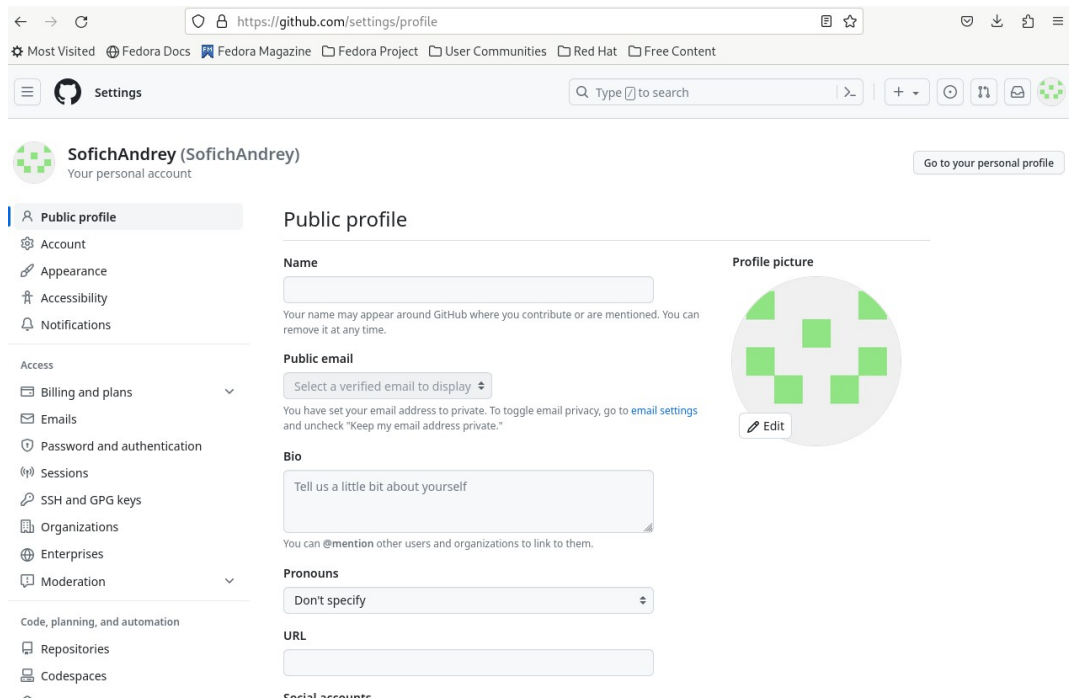 https://github.com/settings/profile
Most Visited Fedora Docs Fedora Magazine Fedora Project User Communities Red Hat Free Content
Settings
Type / to search
SofichAndrey (SofichAndrey)
Your personal account
Go to your personal profile
Public profile
Account
Appearance
Accessibility
Notifications
Access
Billing and plans
Emails
Password and authentication
Sessions
SSH and GPG keys
Organizations
Enterprises
Moderation
Code, planning, and automation
Repositories
Codespaces
Public profile
Name
Your name may appear around GitHub where you contribute or are mentioned. You can
remove it at any time.
Public email
Select a verified email to display
You have set your email address to private. To toggle email privacy, go to email settings
and uncheck "Keep my email address private."
Bio
Tell us a little bit about yourself
You can @mention other users and organizations to link to them.
Pronouns
Don't specify
URL
Social accounts
Profile picture
Edit